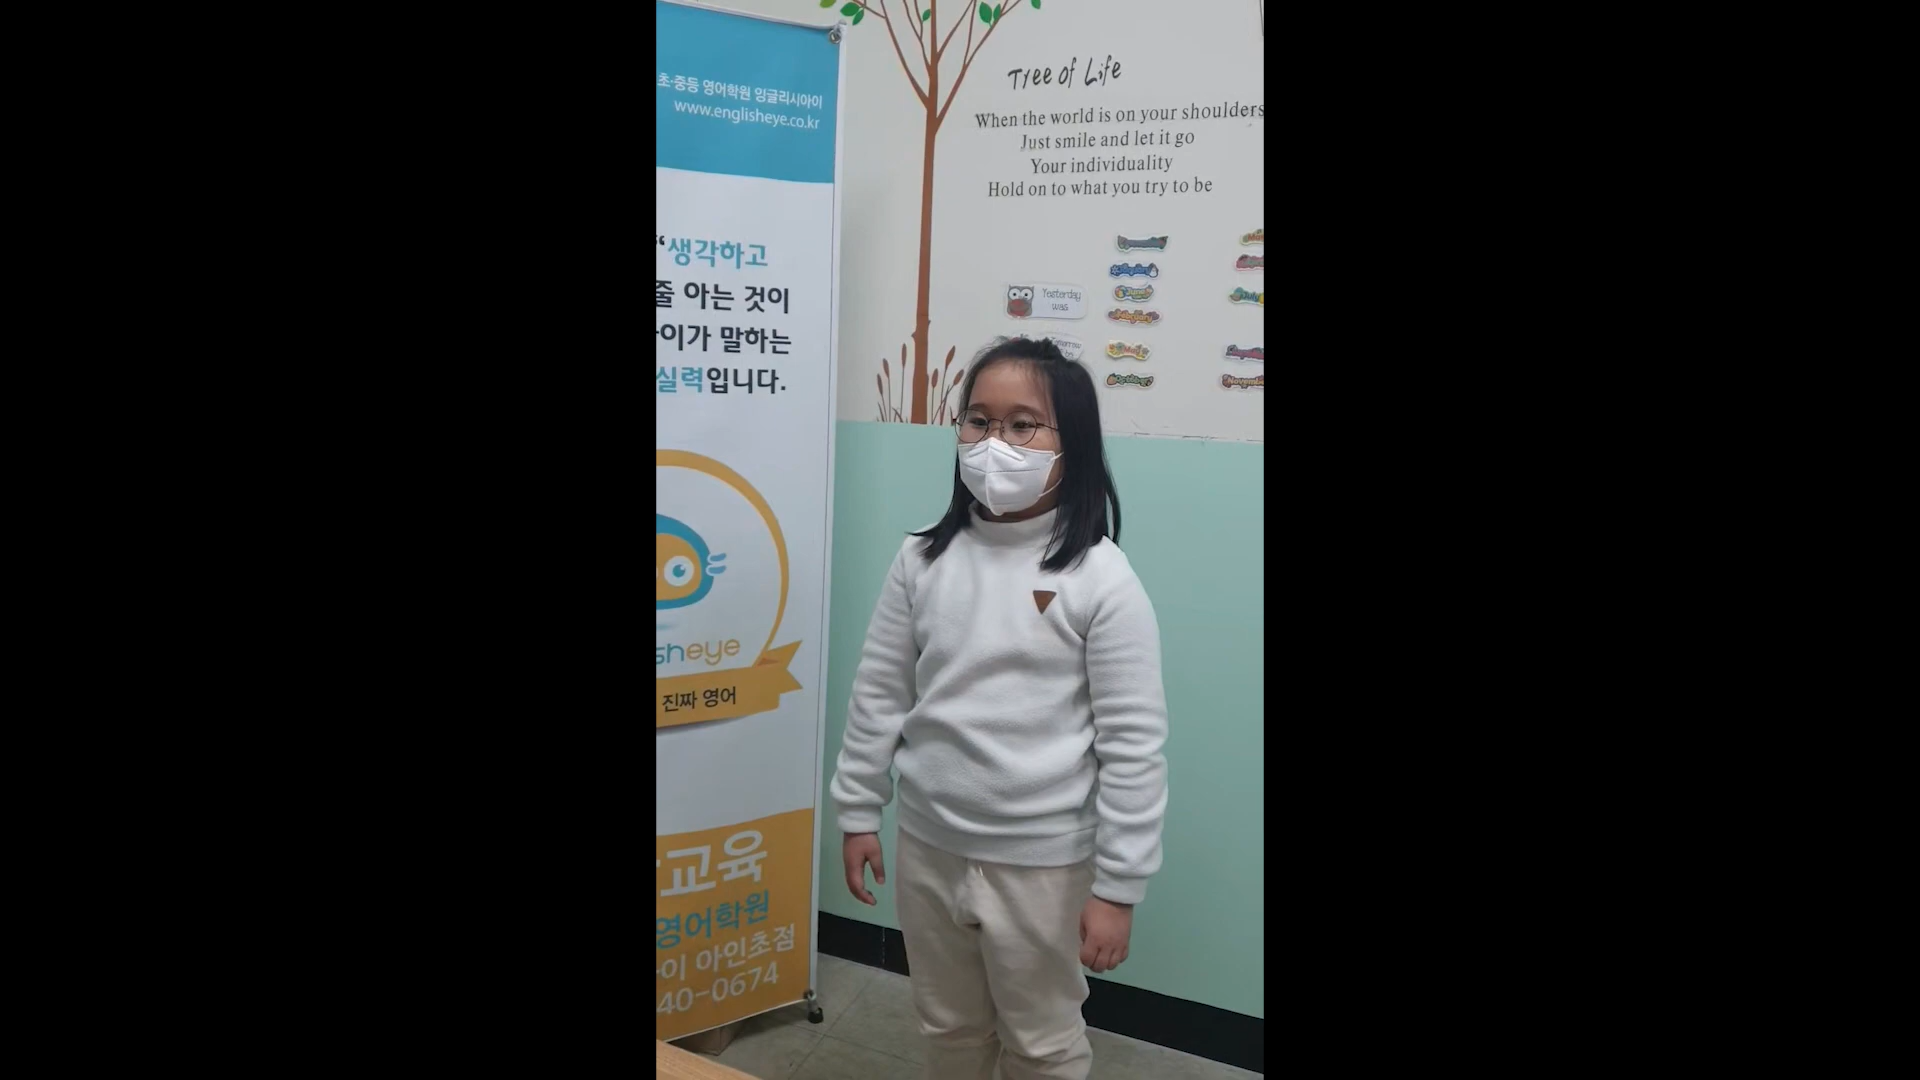 초·중등 영어학원 잉글리시아이
www.englisheye.co.kr
“생각하고
줄 아는 것이
이가 말하는
실력입니다.
sheye
진짜 영어
교육
영어학원
이 아인초점
40-0674
Tree of Life
When the world is on your shoulders
Just smile and let it go
Your individuality
Hold on to what you try to be
Yesterday
was
Tomorrow
June
May
November